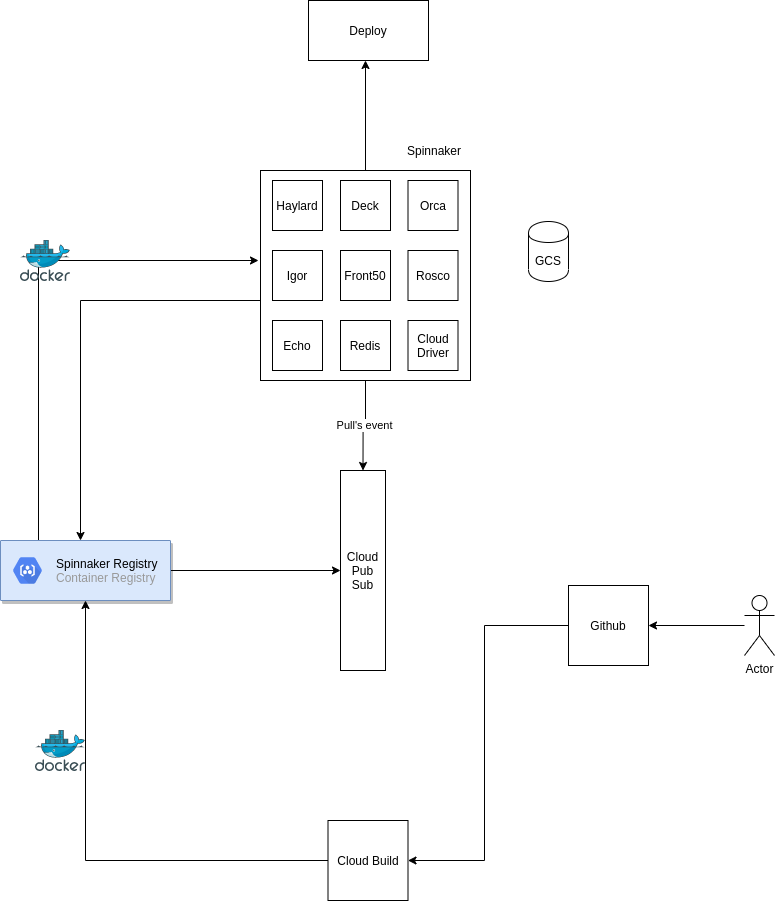 Deploy
Spinnaker
Haylard
Deck
Orca
docker
Igor
Front50
Rosco
GCS
Echo
Redis
Cloud
Driver
Pull's event
Spinnaker Registry
Container Registry
Cloud
Pub
Sub
Github
Actor
docker
Cloud Build